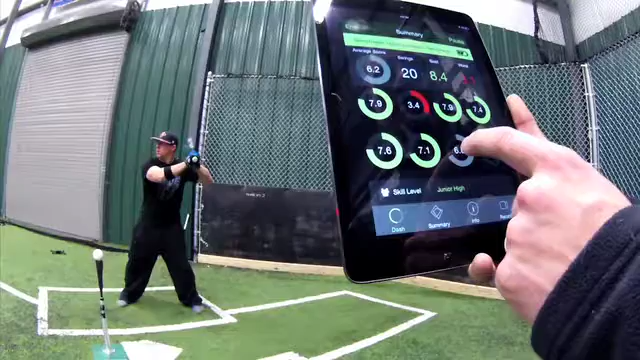 Summary
Pause
Average Score Swings Best
6.2 20 8.4
7.9 3.4 7.9 7.4
7.6 7.1
Skill Level Junior High
Dash Summary Info